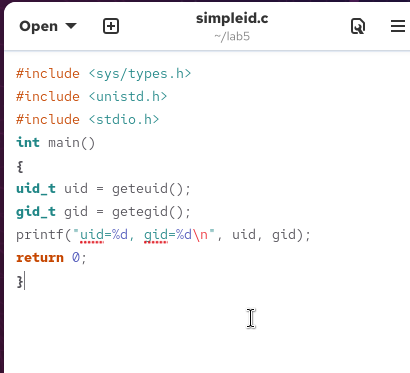 Open
simpleid.c
~/lab5
#include <sys/types.h>
#include <unistd.h>
#include <stdio.h>
int main()
{
uid_t uid = geteuid();
gid_t gid = getegid();
printf("uid=%d, gid=%d\n", uid, gid);
return 0;
}